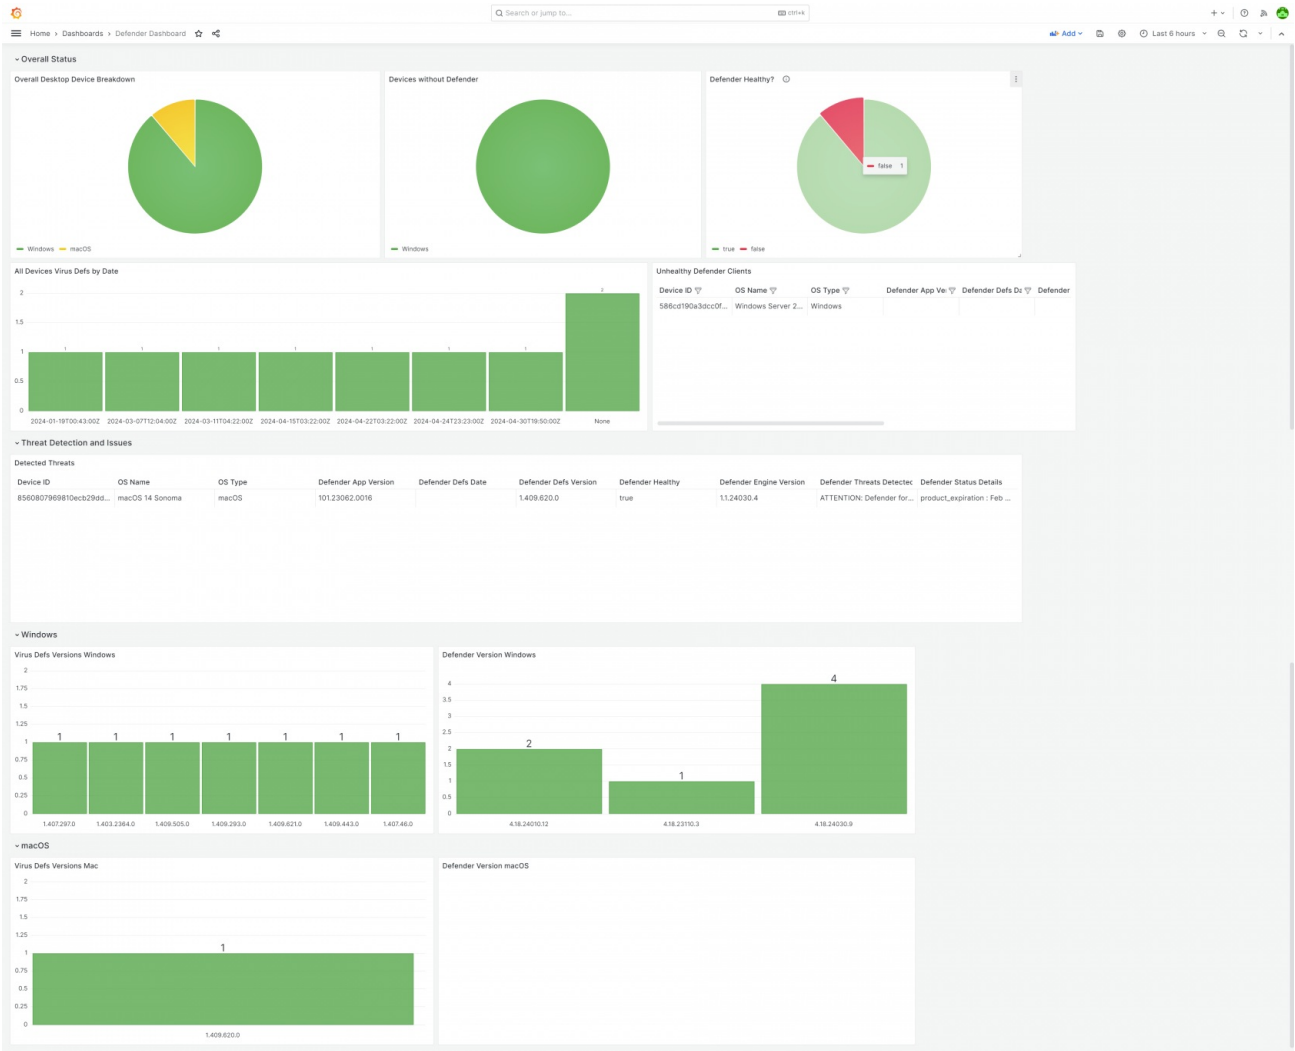 Search or jump to...
ctrl+k
Home › Dashboards › Defender Dashboard
Add
Last 6 hours
Overall Status
Overall Desktop Device Breakdown
Windows
macOS
Devices without Defender
Windows
Defender Healthy?
false 1
true
false
All Devices Virus Defs by Date
2
1.5
1
0.5
0
1
1
1
1
1
1
1
2
2024-01-19T00:43:00Z
2024-03-07T12:04:00Z
2024-03-11T04:22:00Z
2024-04-15T03:22:00Z
2024-04-22T03:22:00Z
2024-04-24T23:23:00Z
2024-04-30T19:50:00Z
None
Unhealthy Defender Clients
Device ID
OS Name
OS Type
Defender App Ve
Defender Defs Da
Defender
586cd190a3dcc0f...
Windows Server 2...
Windows
Threat Detection and Issues
Detected Threats
Device ID
OS Name
OS Type
Defender App Version
Defender Defs Date
Defender Defs Version
Defender Healthy
Defender Engine Version
Defender Threats Detected
Defender Status Details
8560807969810ecb29dd...
macOS 14 Sonoma
macOS
101.23062.0016
1.409.620.0
true
1.1.24030.4
ATTENTION: Defender for...
product_expiration : Feb ...
Windows
Virus Defs Versions Windows
2
1.75
1.5
1.25
1
0.75
0.5
0.25
0
1
1
1
1
1
1
1
1.407.297.0
1.403.2364.0
1.409.505.0
1.409.293.0
1.409.621.0
1.409.443.0
1.407.46.0
Defender Version Windows
4
3.5
3
2.5
2
1.5
1
0.5
0
2
1
4
4.18.24010.12
4.18.23110.3
4.18.24030.9
macOS
Virus Defs Versions Mac
2
1.75
1.5
1.25
1
0.75
0.5
0.25
0
1
1.409.620.0
Defender Version macOS